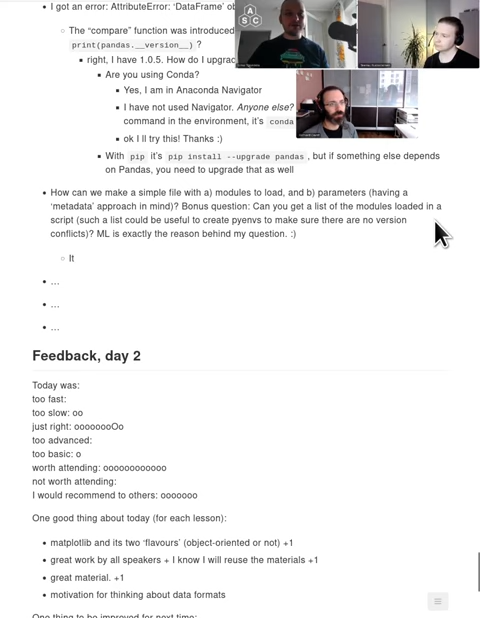 I got an error: AttributeError: 'DataFrame' ob
The “compare” function was introduced
print(pandas.__version__) ?
right, I have 1.0.5. How do I upgrac
Are you using Conda?
Yes, I am in Anaconda Navigator
I have not used Navigator. Anyone else?
command in the environment, it's conda
ok I ll try this! Thanks :)
With pip it's pip install --upgrade pandas, but if something else depends
on Pandas, you need to upgrade that as well
How can we make a simple file with a) modules to load, and b) parameters (having a
'metadata' approach in mind)? Bonus question: Can you get a list of the modules loaded in a
script (such a list could be useful to create pyenvs to make sure there are no version
conflicts)? ML is exactly the reason behind my question. :)
It
...
...
...
Feedback, day 2
Today was:
too fast:
too slow: oo
just right: oooooooOo
too advanced:
too basic: o
worth attending: oooooooooooo
not worth attending:
I would recommend to others: ooooooo
One good thing about today (for each lesson):
matplotlib and its two 'flavours' (object-oriented or not) +1
great work by all speakers + I know I will reuse the materials +1
great material. +1
motivation for thinking about data formats
One thing to be improved for next time:
A
S C